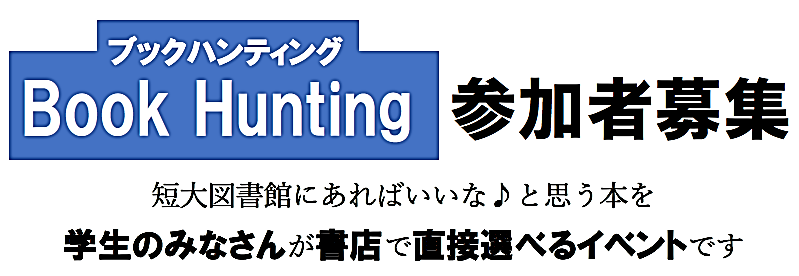 ブックハンティング
Book Hunting 参加者募集
短大図書館にあればいいな♪と思う本を
学生のみなさんが書店で直接選べるイベントです